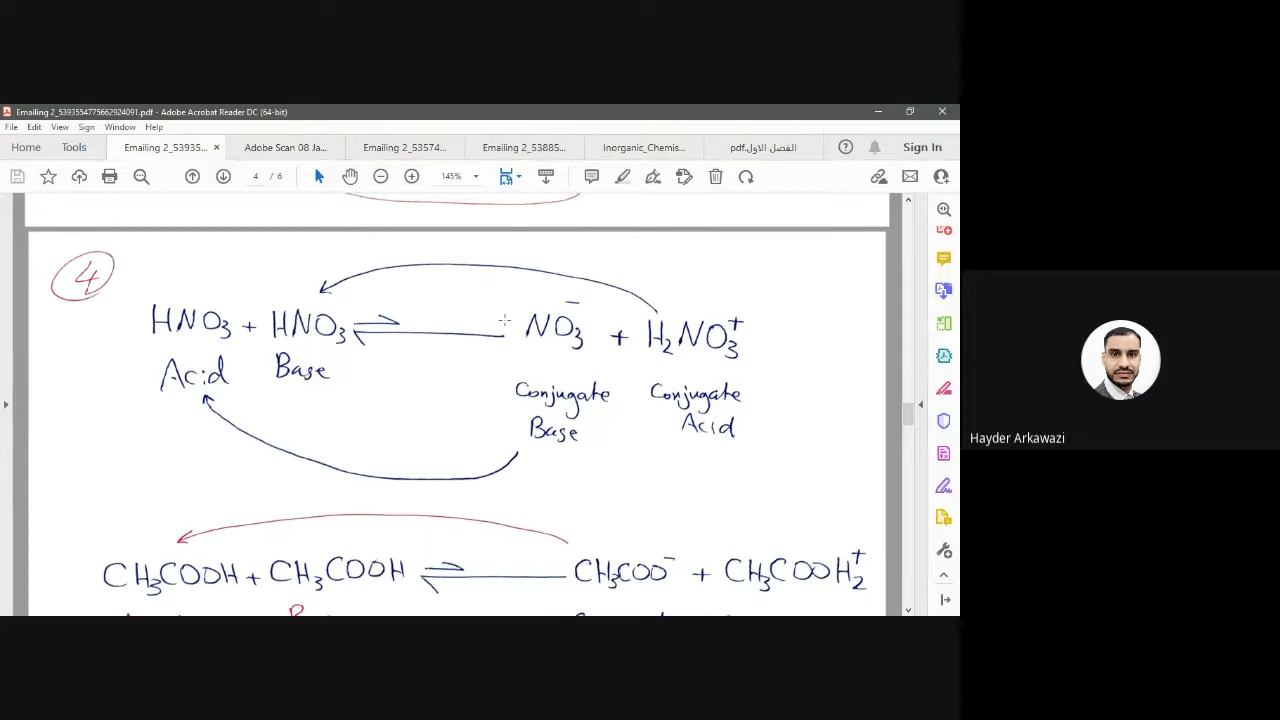 Emailing 2_5393554775662924091.pdf - Adobe Acrobat Reader DC (64-bit)
File Edit View Sign Window Help
Home Tools Emailing 2_53935... × Adobe Scan 08 Ja... Emailing 2_53574... Emailing 2_53885... Inorganic_Chemis... الفصل الاول.pdf Sign In
4 / 6 145%
4
HNO₃ + HNO₃ ⇌ NO₃⁻ + H₂NO₃⁺
Acid Base Conjugate Base Conjugate Acid
CH₃COOH + CH₃COOH ⇌ CH₃COO⁻ + CH₃COOH₂⁺
Hayder Arkawazi